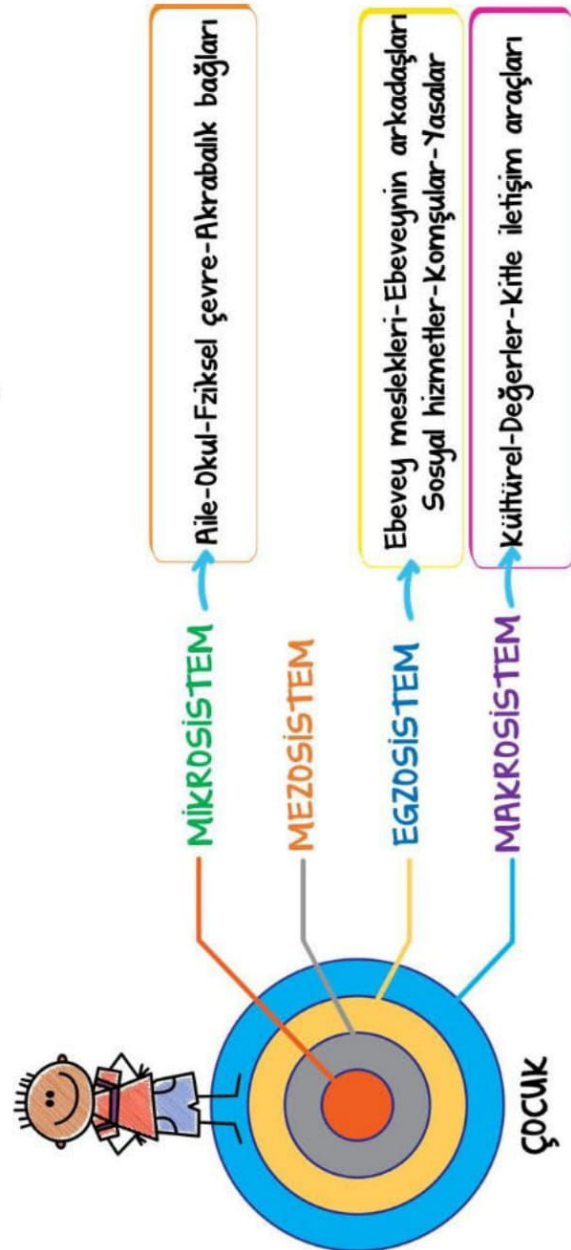 MİKROSİSTEM
Aile-Okul-Fziksel çevre-Akrabalık bağları
MEZOSİSTEM
EGZOSİSTEM
Ebevey meslekleri-Ebeveynin arkadaşları
Sosyal hizmetler-Komşular-Yasalar
MAKROSİSTEM
Kültürel-Değerler-Kitle iletişim araçları
ÇOCUK